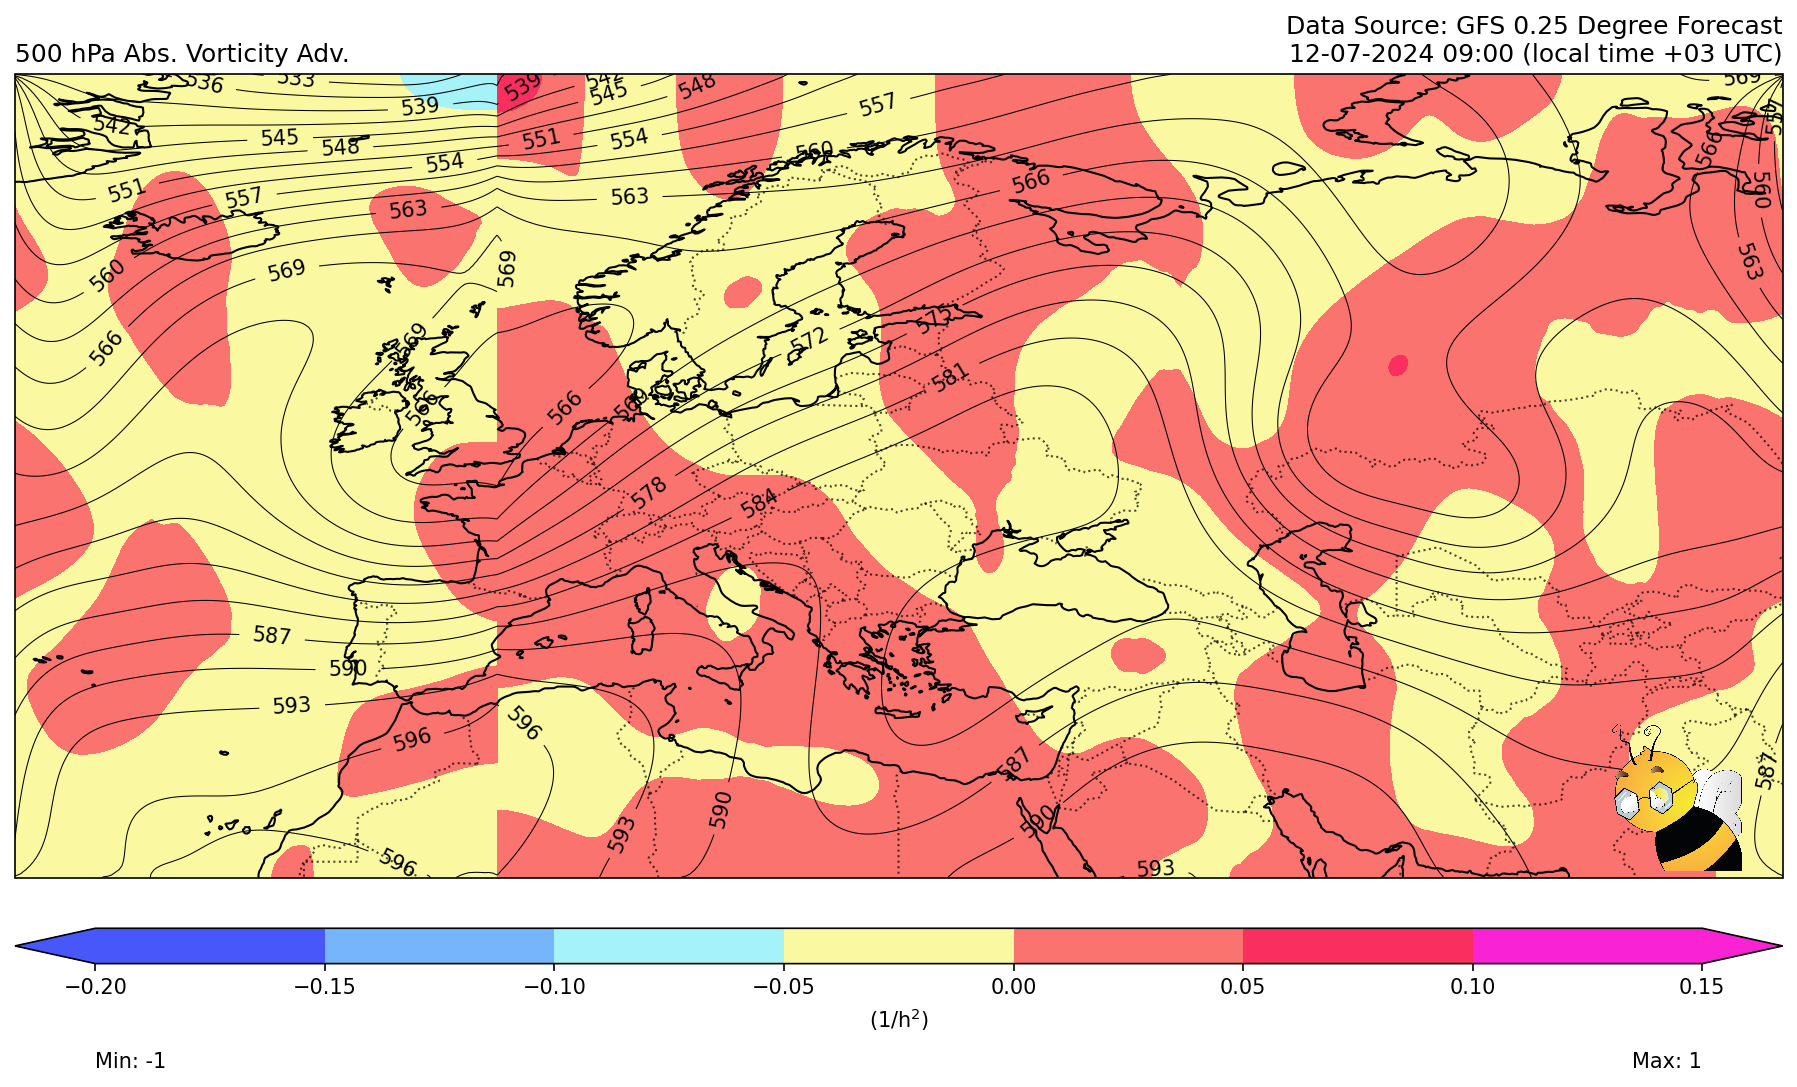 Data Source: GFS 0.25 Degree Forecast
500 hPa Abs. Vorticity Adv.
12-07-2024 09:00 (local time +03 UTC)
536 533 539 542 548 569
539 545 557 557
542 545 548 551 554 560 566
554 551 557 563 563 566 560
560 569 569 563
566 569 572 575
566 569 566 581
578 584
587
590
593 596
596 587 587
590 593 590
596 593
−0.20 −0.15 −0.10 −0.05 0.00 0.05 0.10 0.15
(1/h²)
Min: -1 Max: 1